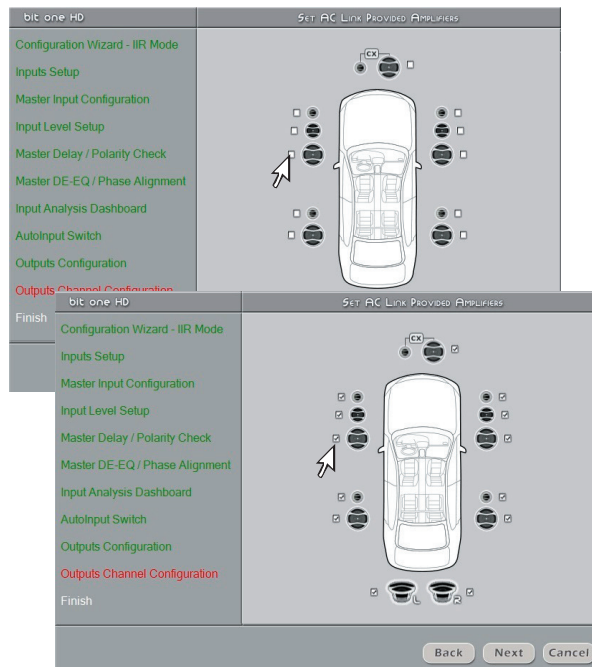 bit one HD
SET AC LINK PROVIDED AMPLIFIERS
Configuration Wizard - IIR Mode
Inputs Setup
Master Input Configuration
Input Level Setup
Master Delay / Polarity Check
Master DE-EQ / Phase Alignment
Input Analysis Dashboard
AutoInput Switch
Outputs Configuration
Outputs Channel Configuration
Finish
CX
bit one HD
SET AC LINK PROVIDED AMPLIFIERS
Configuration Wizard - IIR Mode
Inputs Setup
Master Input Configuration
Input Level Setup
Master Delay / Polarity Check
Master DE-EQ / Phase Alignment
Input Analysis Dashboard
AutoInput Switch
Outputs Configuration
Outputs Channel Configuration
Finish
CX
L R
Back Next Cancel